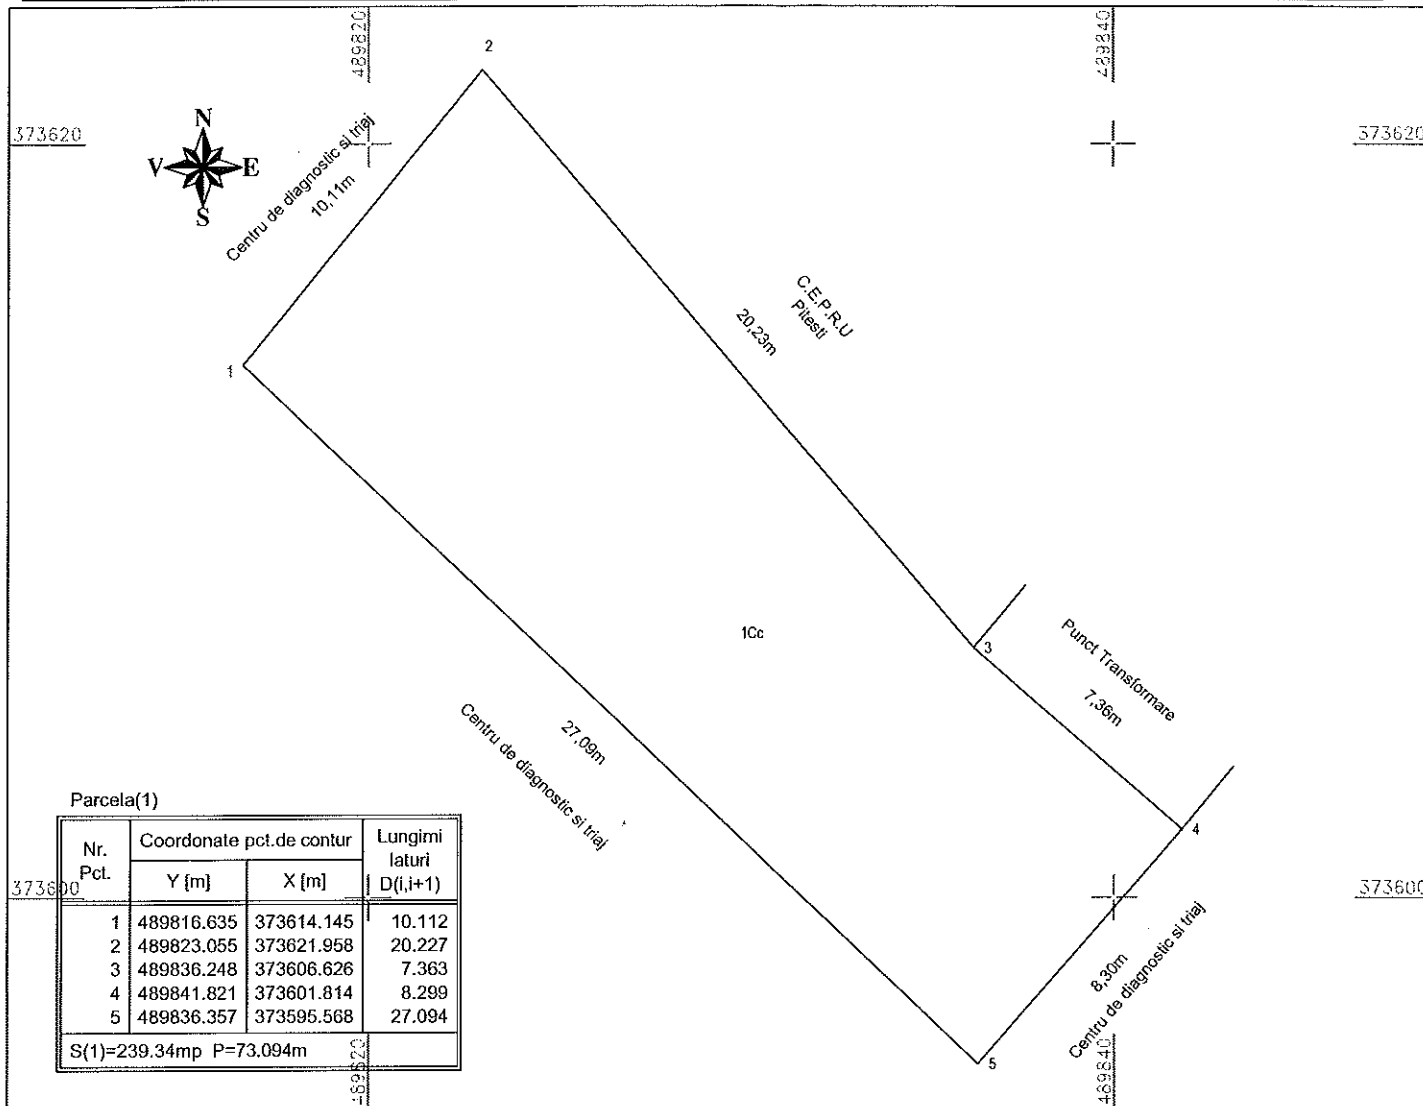 489820
489840
2
373620
373620
N
V E
S
Centru de diagnostic si triaj
10,11m
C.E.P.R.U
Pitesti
20,23m
1
1Cc
3
Punct Transformare
7,36m
27,09m
Centru de diagnostic si triaj
4
Parcela(1)
Nr. Pct.
Coordonate pct.de contur
Lungimi laturi D(i,i+1)
Y [m]
X [m]
1 489816.635 373614.145 10.112
2 489823.055 373621.958 20.227
3 489836.248 373606.626 7.363
4 489841.821 373601.814 8.299
5 489836.357 373595.568 27.094
S(1)=239.34mp P=73.094m
373600
373600
8,30m
Centru de diagnostic si triaj
5
489820
489840